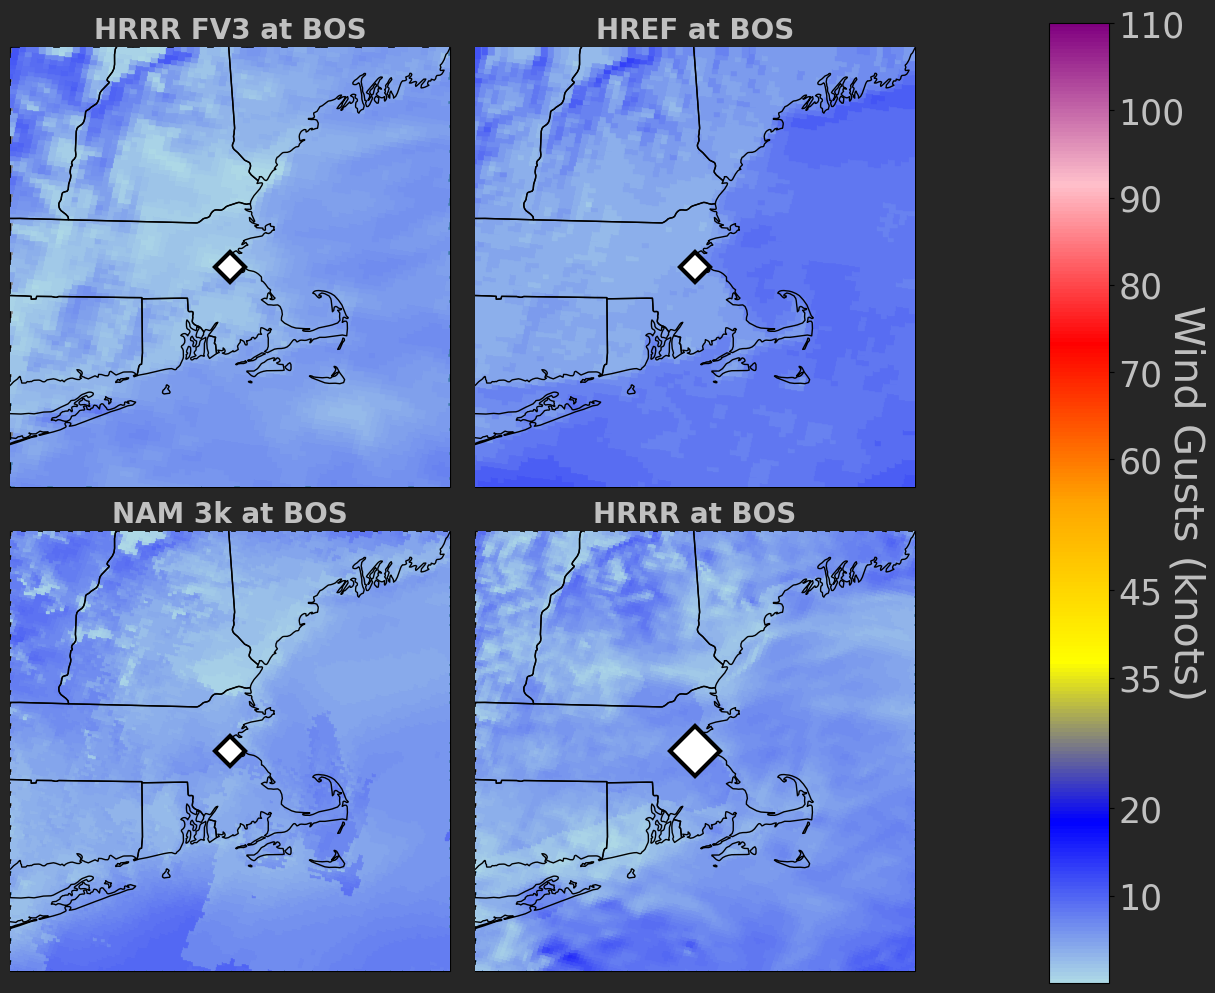 HRRR FV3 at BOS
HREF at BOS
NAM 3k at BOS
HRRR at BOS
110
100
90
80
70
60
45
35
20
10
Wind Gusts (knots)